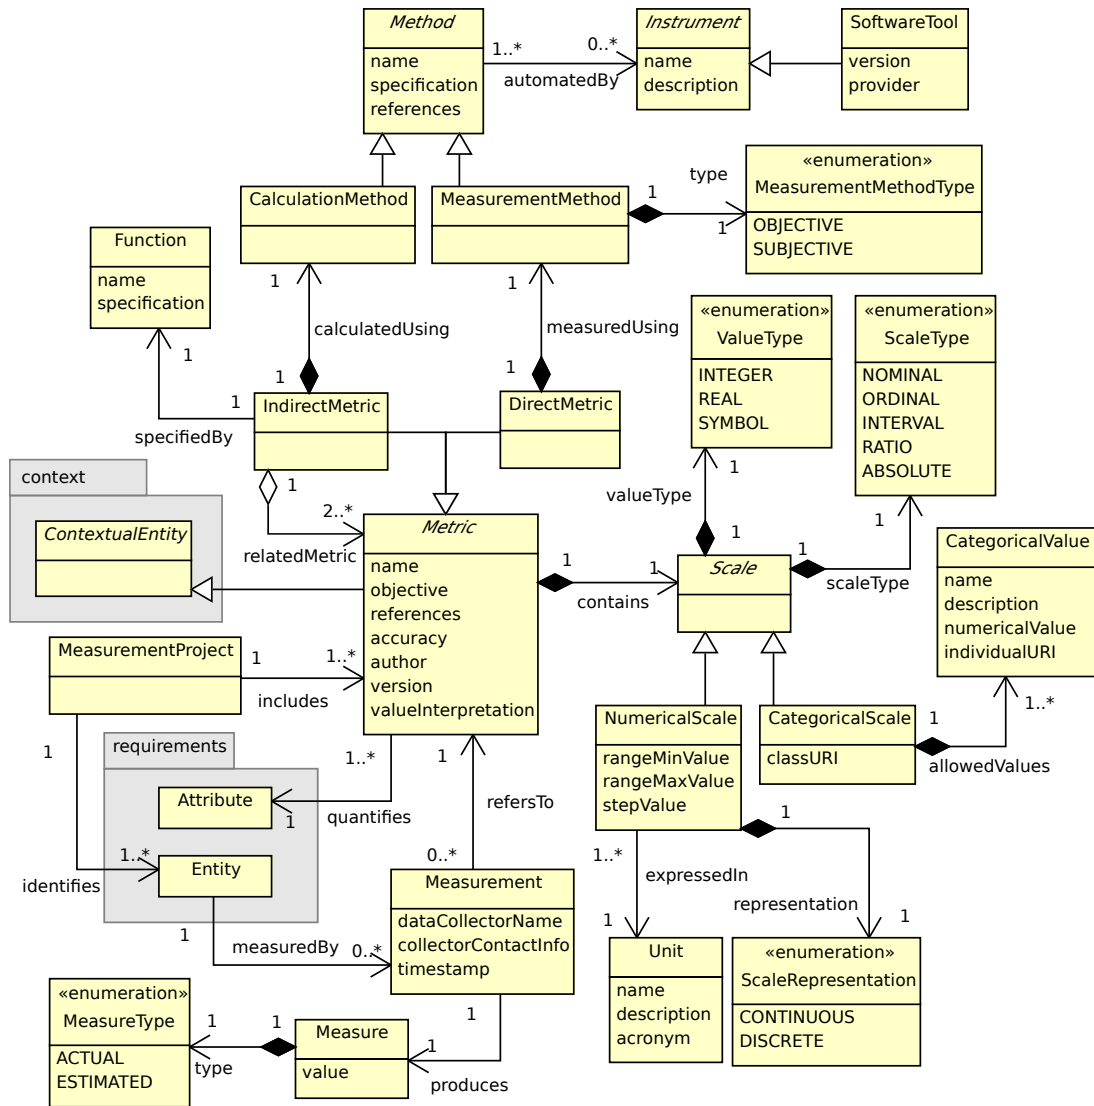 Method
name
specification
references
1..*
0..*
automatedBy
Instrument
name
description
SoftwareTool
version
provider
CalculationMethod
MeasurementMethod
1
type
1
«enumeration»
MeasurementMethodType
OBJECTIVE
SUBJECTIVE
Function
name
specification
1
1
specifiedBy
1
calculatedUsing
1
1
measuredUsing
1
IndirectMetric
DirectMetric
1
2..*
relatedMetric
«enumeration»
ValueType
INTEGER
REAL
SYMBOL
«enumeration»
ScaleType
NOMINAL
ORDINAL
INTERVAL
RATIO
ABSOLUTE
1
valueType
1
1
1
scaleType
context
ContextualEntity
Metric
name
objective
references
accuracy
author
version
valueInterpretation
1
1
contains
Scale
CategoricalValue
name
description
numericalValue
individualURI
MeasurementProject
1
1..*
includes
NumericalScale
rangeMinValue
rangeMaxValue
stepValue
CategoricalScale
classURI
1
1..*
allowedValues
1
identifies
1..*
requirements
Attribute
Entity
1..*
1
quantifies
1
refersTo
0..*
1
measuredBy
0..*
Measurement
dataCollectorName
collectorContactInfo
timestamp
1..*
expressedIn
1
1
representation
1
Unit
name
description
acronym
«enumeration»
ScaleRepresentation
CONTINUOUS
DISCRETE
«enumeration»
MeasureType
ACTUAL
ESTIMATED
1
1
type
Measure
value
1
1
produces